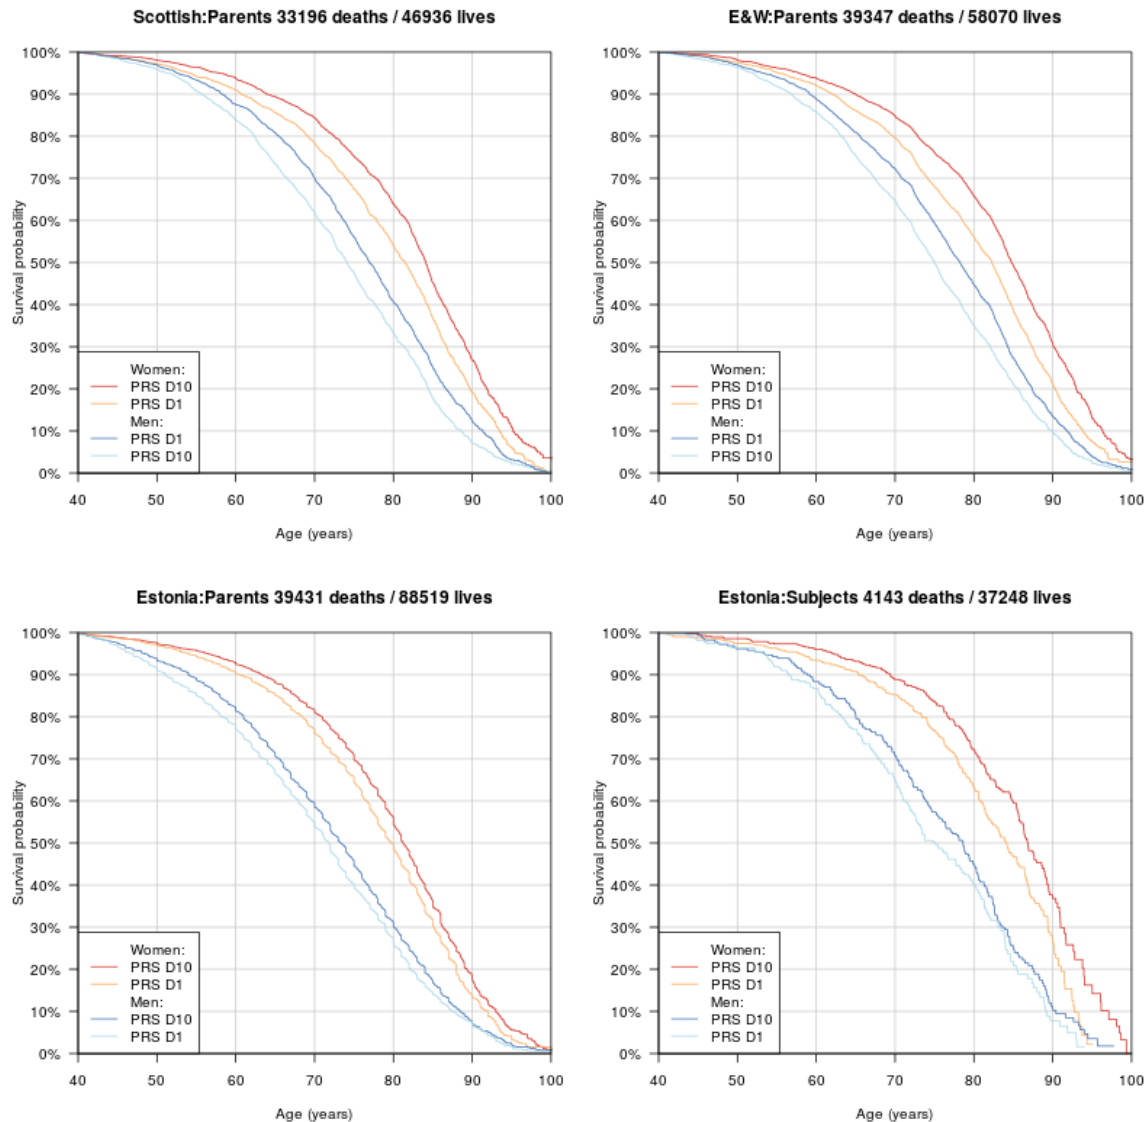 Scottish:Parents 33196 deaths / 46936 lives
100%
90%
80%
70%
60%
50%
40%
30%
20%
10%
0%
Survival probability
Women:
PRS D10
PRS D1
Men:
PRS D1
PRS D10
40 50 60 70 80 90 100
Age (years)
E&W:Parents 39347 deaths / 58070 lives
100%
90%
80%
70%
60%
50%
40%
30%
20%
10%
0%
Survival probability
Women:
PRS D10
PRS D1
Men:
PRS D1
PRS D10
40 50 60 70 80 90 100
Age (years)
Estonia:Parents 39431 deaths / 88519 lives
100%
90%
80%
70%
60%
50%
40%
30%
20%
10%
0%
Survival probability
Women:
PRS D10
PRS D1
Men:
PRS D10
PRS D1
40 50 60 70 80 90 100
Age (years)
Estonia:Subjects 4143 deaths / 37248 lives
100%
90%
80%
70%
60%
50%
40%
30%
20%
10%
0%
Survival probability
Women:
PRS D10
PRS D1
Men:
PRS D10
PRS D1
40 50 60 70 80 90 100
Age (years)